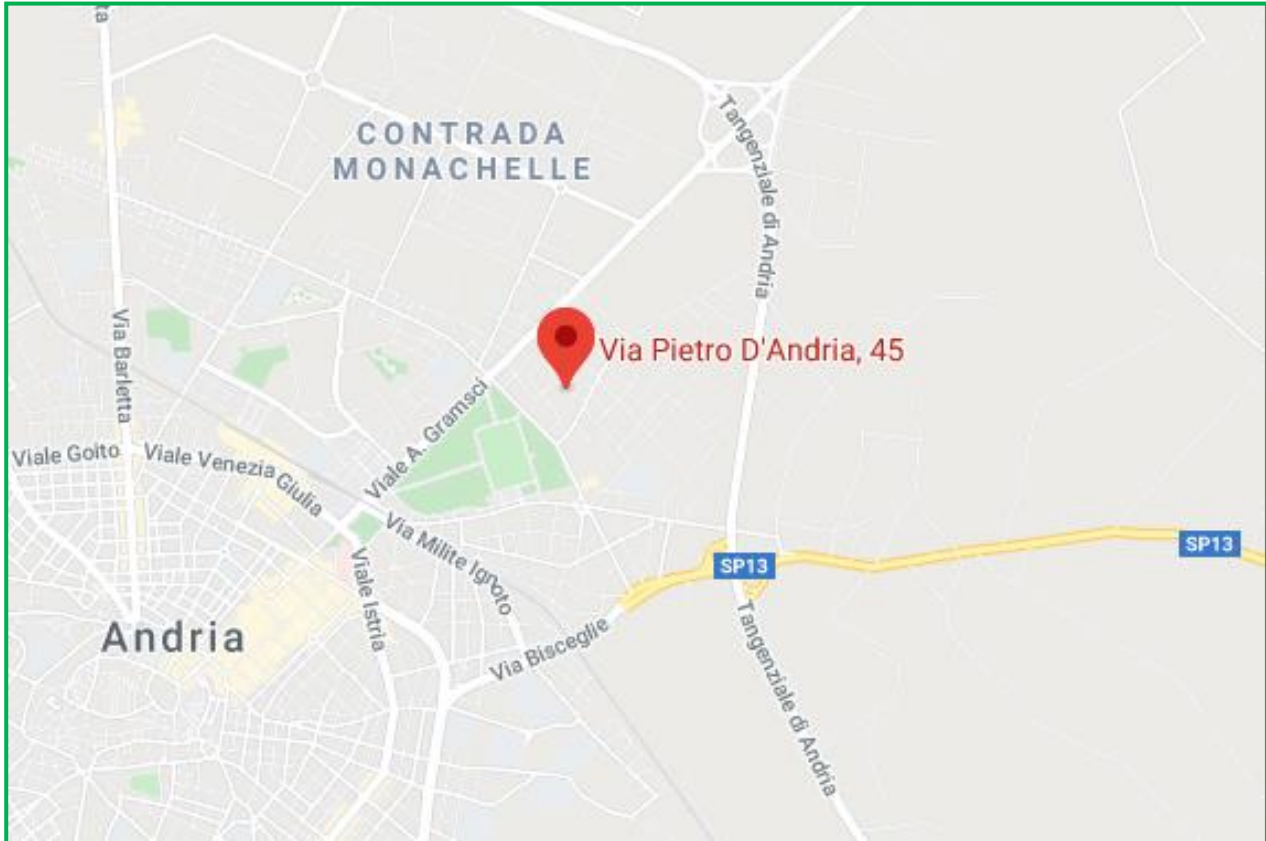 ta
CONTRADA
MONACHELLE
Tangenziale di Andria
Via Barletta
Via Pietro D'Andria, 45
Viale A. Gramsci
Viale Goito
Viale Venezia Giulia
Via Milite Ignoto
SP13
SP13
Viale Istria
Andria
Via Bisceglie
Tangenziale di Andria